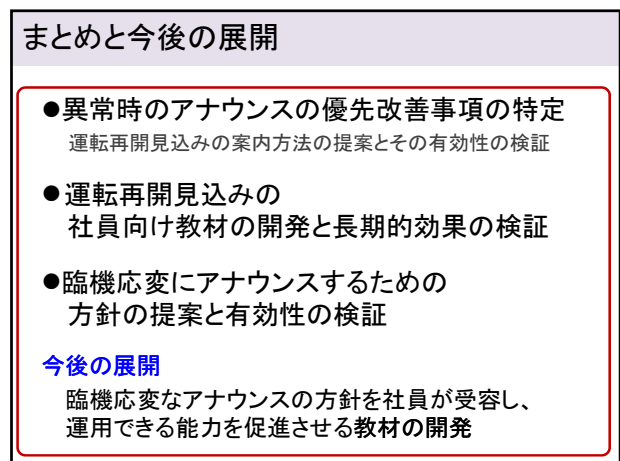 まとめと今後の展開
●異常時のアナウンスの優先改善事項の特定
運転再開見込みの案内方法の提案とその有効性の検証
●運転再開見込みの
社員向け教材の開発と長期的効果の検証
●臨機応変にアナウンスするための
方針の提案と有効性の検証
今後の展開
臨機応変なアナウンスの方針を社員が受容し、
運用できる能力を促進させる教材の開発